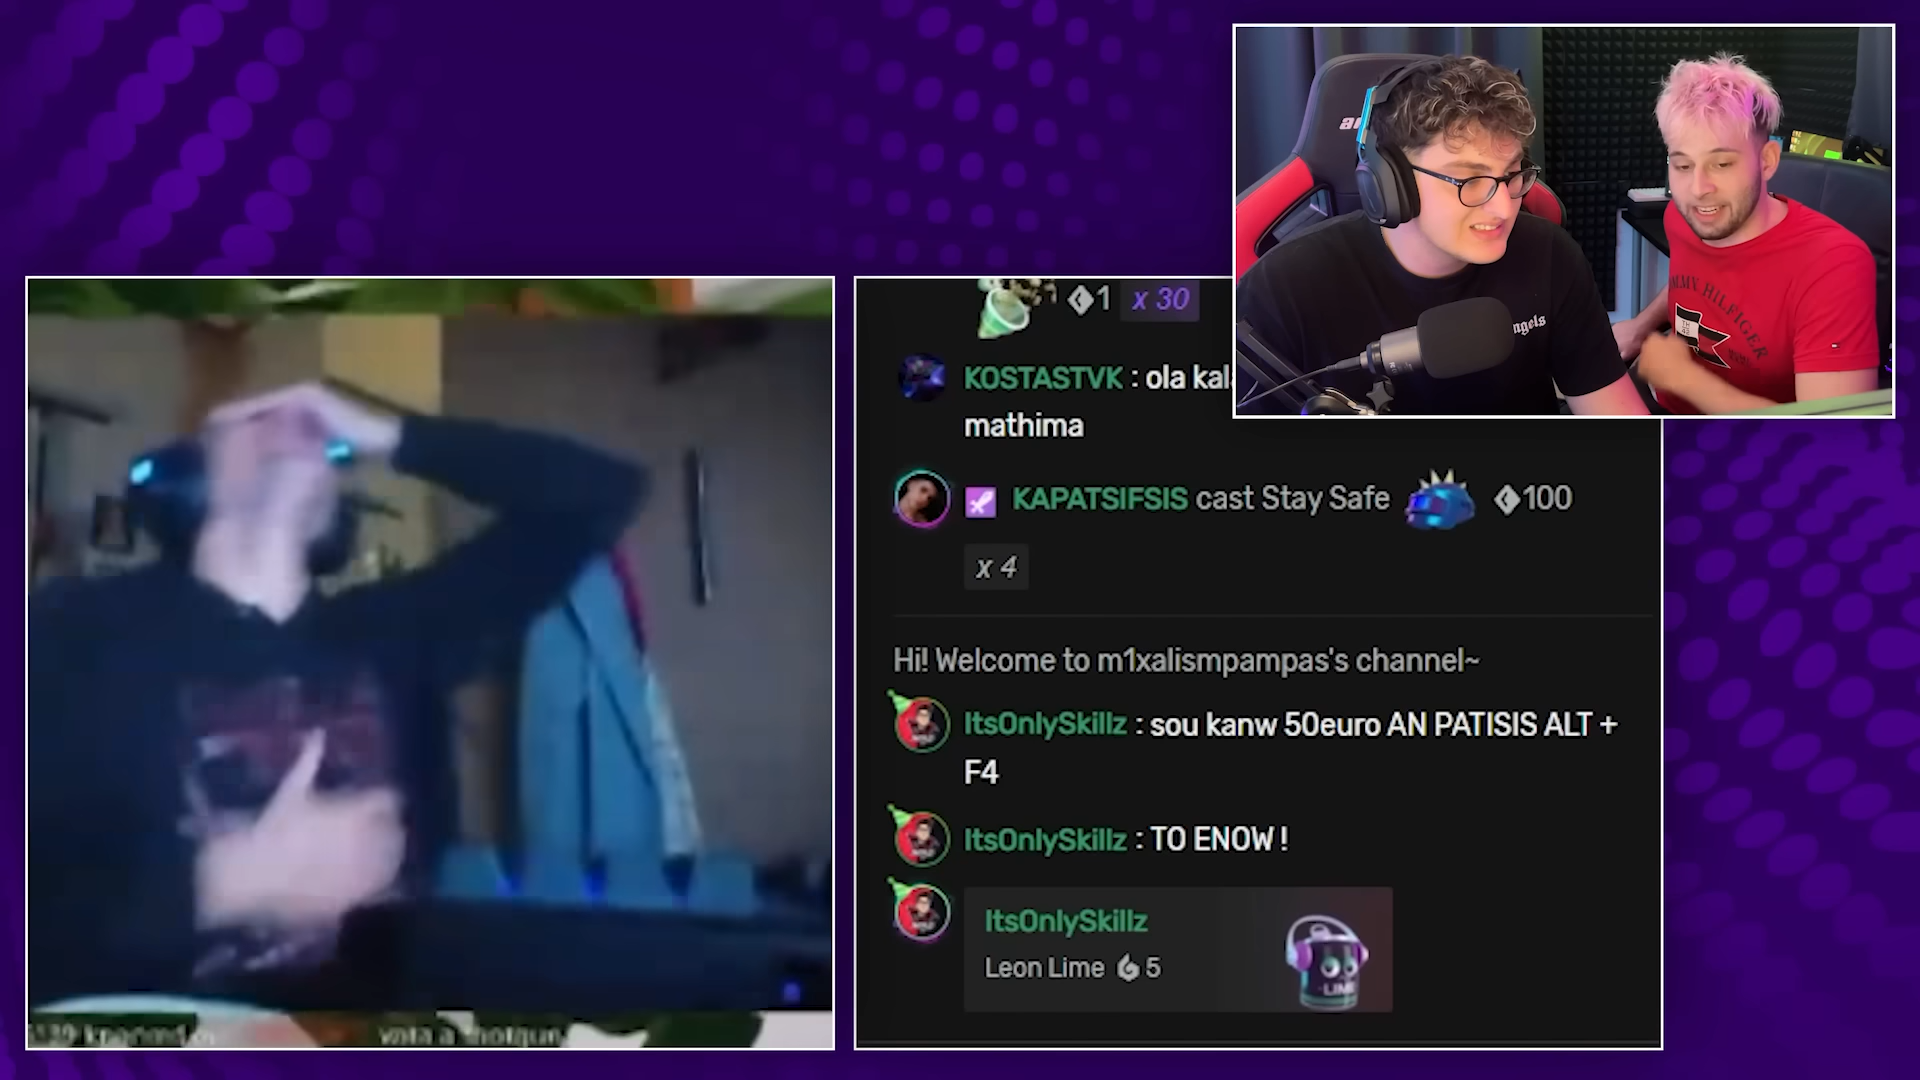 1 x 30
KOSTASTVK : ola
mathima
KAPATSIFSIS cast Stay Safe 100
x 4
Hi! Welcome to m1xalismpampas's channel~
ItsOnlySkillz : sou kanw 50euro AN PATISIS ALT +
F4
ItsOnlySkillz : TO ENOW !
ItsOnlySkillz
Leon Lime 5
LIME